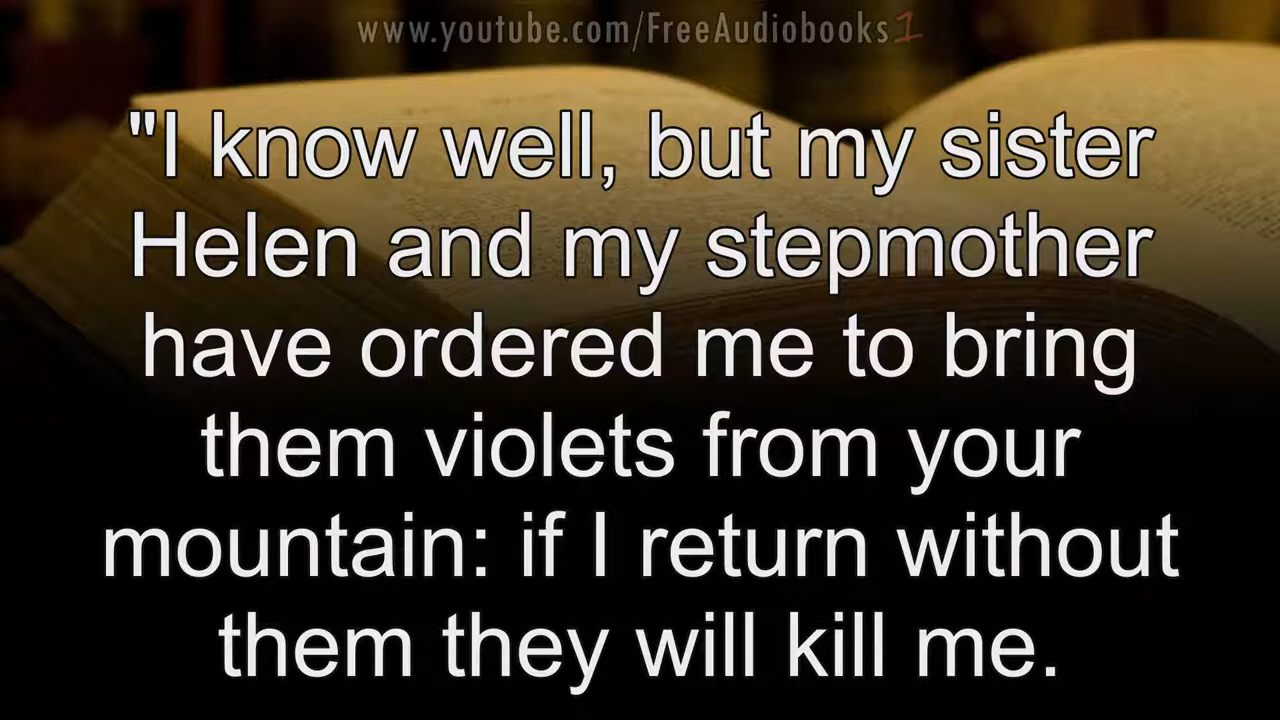 www.youtube.com/FreeAudiobooks1
"I know well, but my sister
Helen and my stepmother
have ordered me to bring
them violets from your
mountain: if I return without
them they will kill me.